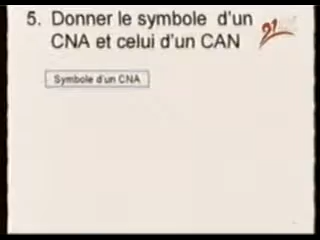 5. Donner le symbole d'un
CNA et celui d'un CAN
Symbole d'un CNA